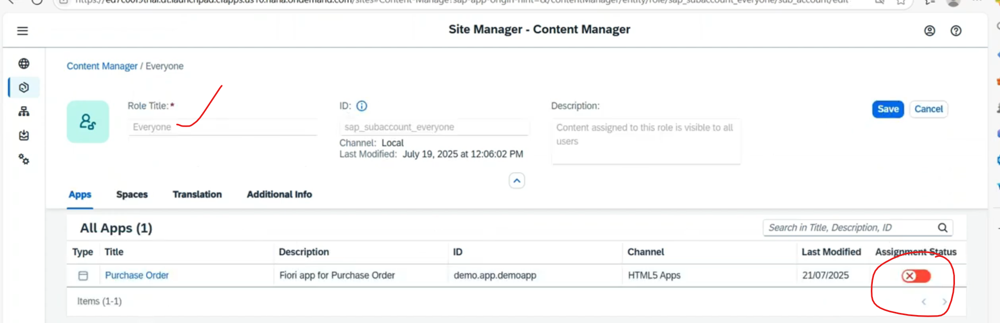 Site Manager - Content Manager
Content Manager / Everyone
Role Title:*
Everyone
ID:
sap_subaccount_everyone
Channel: Local
Last Modified: July 19, 2025 at 12:06:02 PM
Description:
Content assigned to this role is visible to all
users
Save
Cancel
Apps
Spaces
Translation
Additional Info
All Apps (1)
Search in Title, Description, ID
Type Title Description ID Channel Last Modified Assignment Status
Purchase Order Fiori app for Purchase Order demo.app.demoapp HTML5 Apps 21/07/2025
Items (1-1)